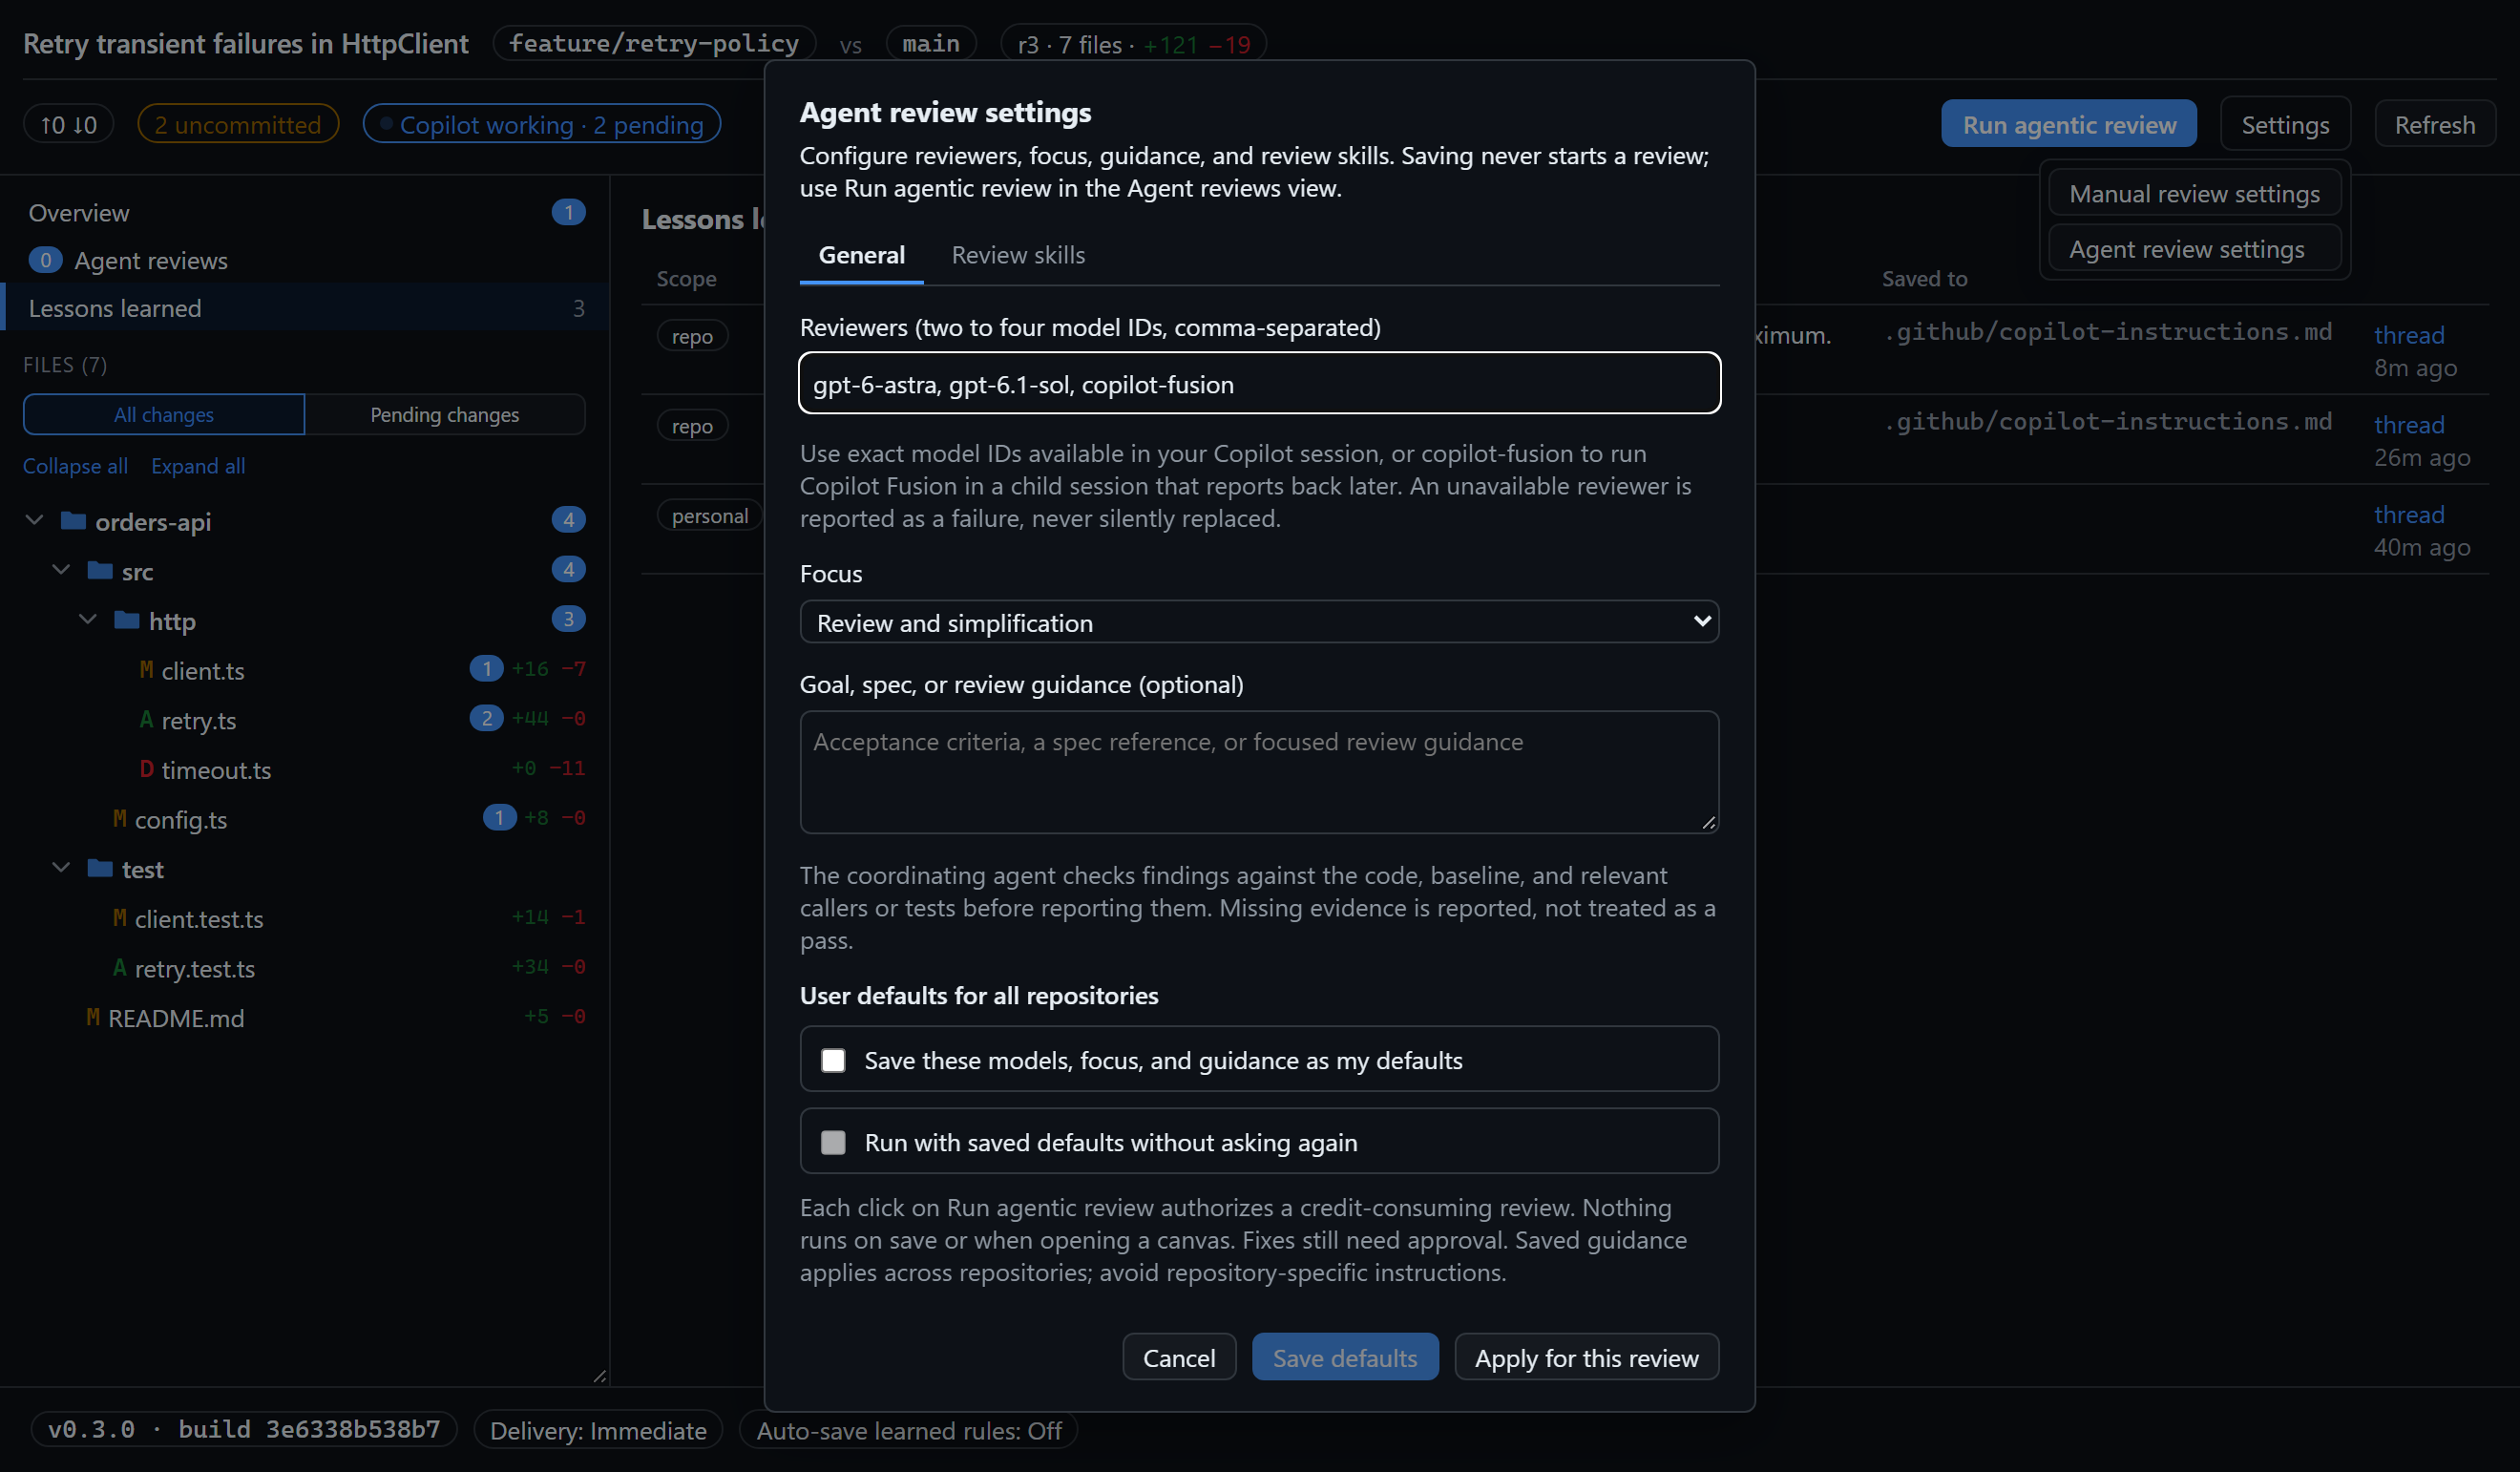 Retry transient failures in HttpClient feature/retry-policy vs main r3 · 7 files · +121 −19
↑0 ↓0 2 uncommitted Copilot working · 2 pending
Run agentic review Settings Refresh
Manual review settings
Agent review settings
Overview 1
0 Agent reviews
Lessons learned 3
FILES (7)
All changes Pending changes
Collapse all Expand all
orders-api 4
src 4
http 3
M client.ts 1 +16 −7
A retry.ts 2 +44 −0
D timeout.ts +0 −11
M config.ts 1 +8 −0
test
M client.test.ts +14 −1
A retry.test.ts +34 −0
M README.md +5 −0
Lessons
Scope Saved to
repo ximum. .github/copilot-instructions.md thread
8m ago
repo .github/copilot-instructions.md thread
26m ago
personal thread
40m ago
Agent review settings
Configure reviewers, focus, guidance, and review skills. Saving never starts a review;
use Run agentic review in the Agent reviews view.
General Review skills
Reviewers (two to four model IDs, comma-separated)
gpt-6-astra, gpt-6.1-sol, copilot-fusion
Use exact model IDs available in your Copilot session, or copilot-fusion to run
Copilot Fusion in a child session that reports back later. An unavailable reviewer is
reported as a failure, never silently replaced.
Focus
Review and simplification
Goal, spec, or review guidance (optional)
Acceptance criteria, a spec reference, or focused review guidance
The coordinating agent checks findings against the code, baseline, and relevant
callers or tests before reporting them. Missing evidence is reported, not treated as a
pass.
User defaults for all repositories
Save these models, focus, and guidance as my defaults
Run with saved defaults without asking again
Each click on Run agentic review authorizes a credit-consuming review. Nothing
runs on save or when opening a canvas. Fixes still need approval. Saved guidance
applies across repositories; avoid repository-specific instructions.
Cancel Save defaults Apply for this review
v0.3.0 · build 3e6338b538b7 Delivery: Immediate Auto-save learned rules: Off